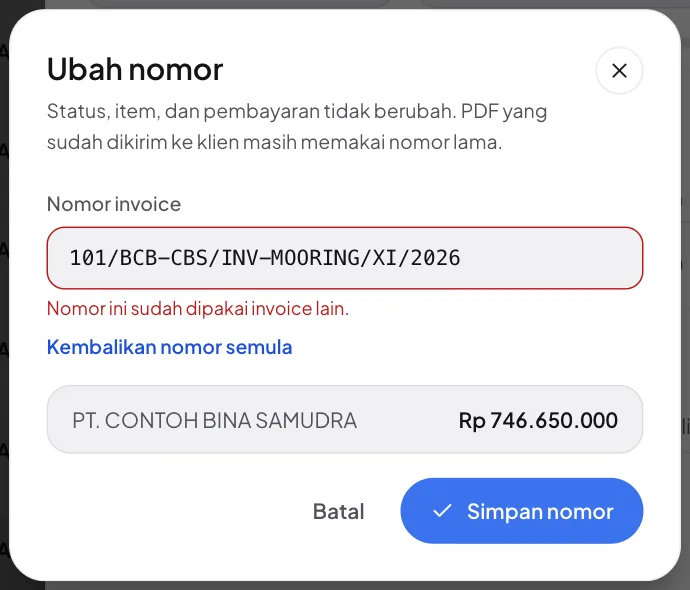 Ubah nomor
Status, item, dan pembayaran tidak berubah. PDF yang
sudah dikirim ke klien masih memakai nomor lama.
Nomor invoice
101/BCB-CBS/INV-MOORING/XI/2026
Nomor ini sudah dipakai invoice lain.
Kembalikan nomor semula
PT. CONTOH BINA SAMUDRA Rp 746.650.000
Batal Simpan nomor